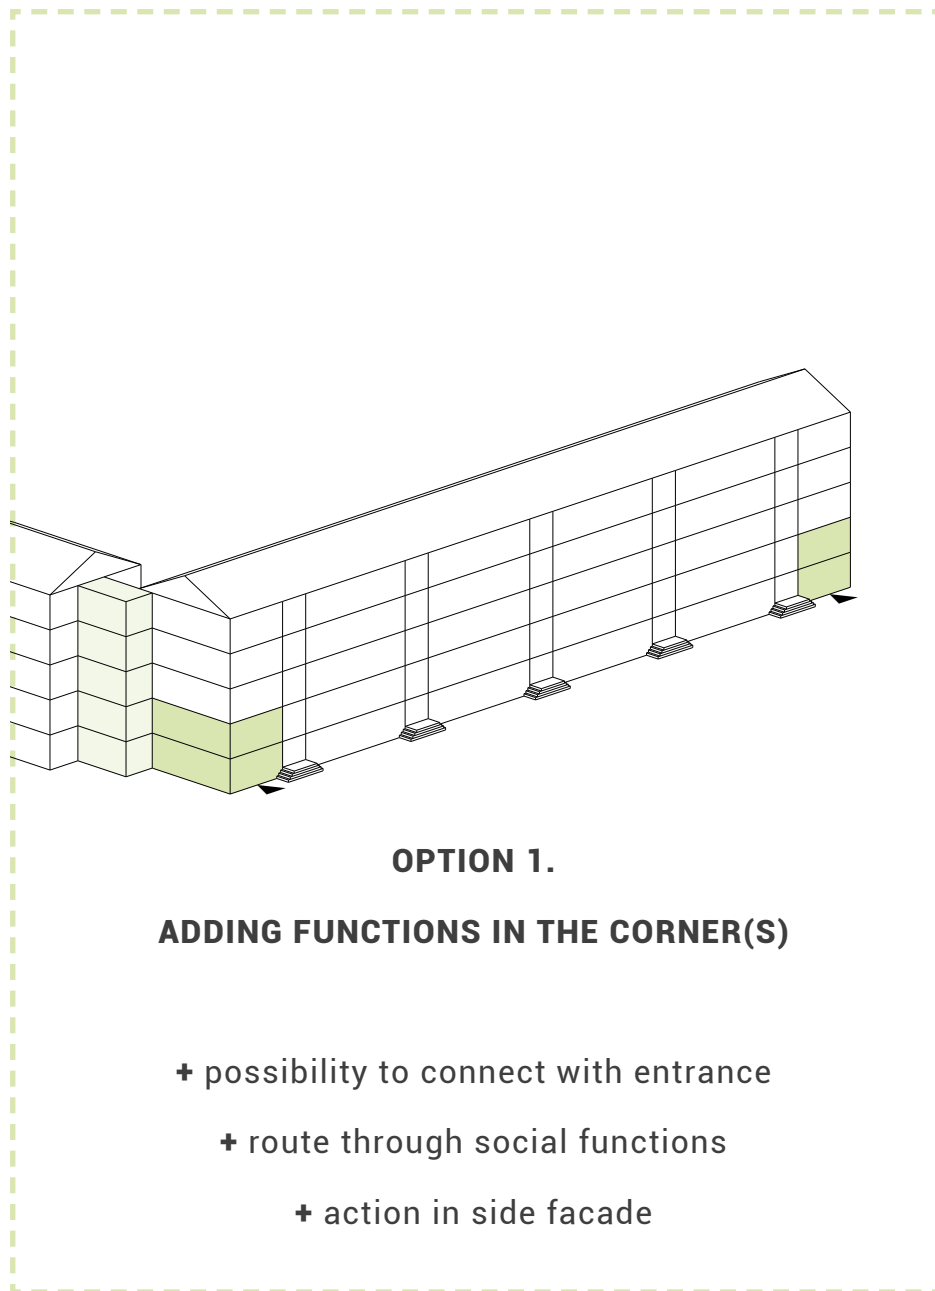 OPTION 1.
ADDING FUNCTIONS IN THE CORNER(S)
+ possibility to connect with entrance
+ route through social functions
+ action in side facade